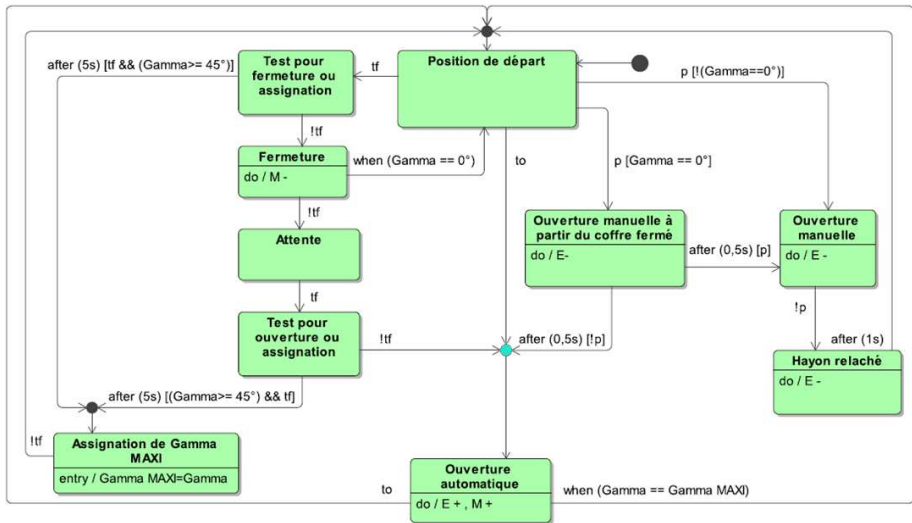 after (5s) [tf && (Gamma>= 45°)]
Test pour
fermeture ou
assignation
tf
Position de départ
p [!(Gamma==0°)]
!tf
Fermeture
do / M -
when (Gamma == 0°)
to
p [Gamma == 0°]
!tf
Attente
Ouverture manuelle à
partir du coffre fermé
do / E-
after (0,5s) [p]
Ouverture
manuelle
do / E -
tf
!p
Test pour
ouverture ou
assignation
!tf
after (0,5s) [!p]
after (1s)
Hayon relaché
do / E -
after (5s) [(Gamma>= 45°) && tf]
!tf
Assignation de Gamma
MAXI
entry / Gamma MAXI=Gamma
to
Ouverture
automatique
do / E + , M +
when (Gamma == Gamma MAXI)